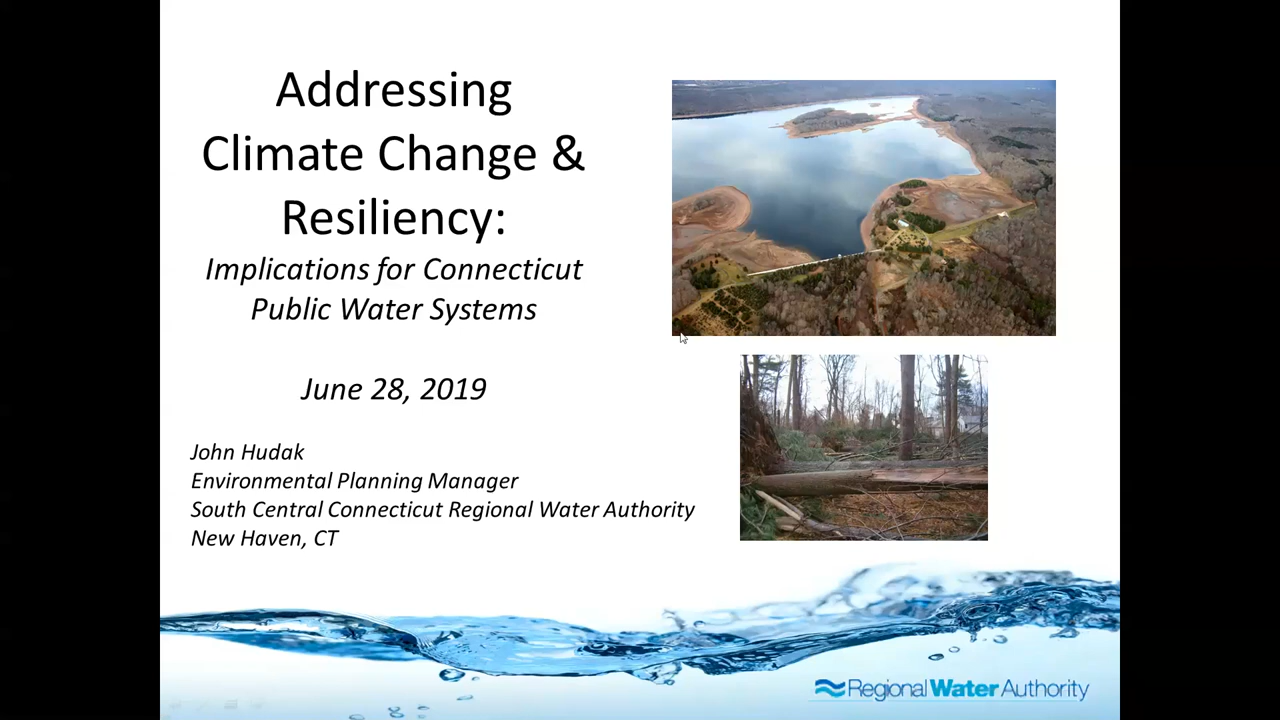 Addressing
Climate Change &
Resiliency:
Implications for Connecticut
Public Water Systems
June 28, 2019
John Hudak
Environmental Planning Manager
South Central Connecticut Regional Water Authority
New Haven, CT
Regional Water Authority